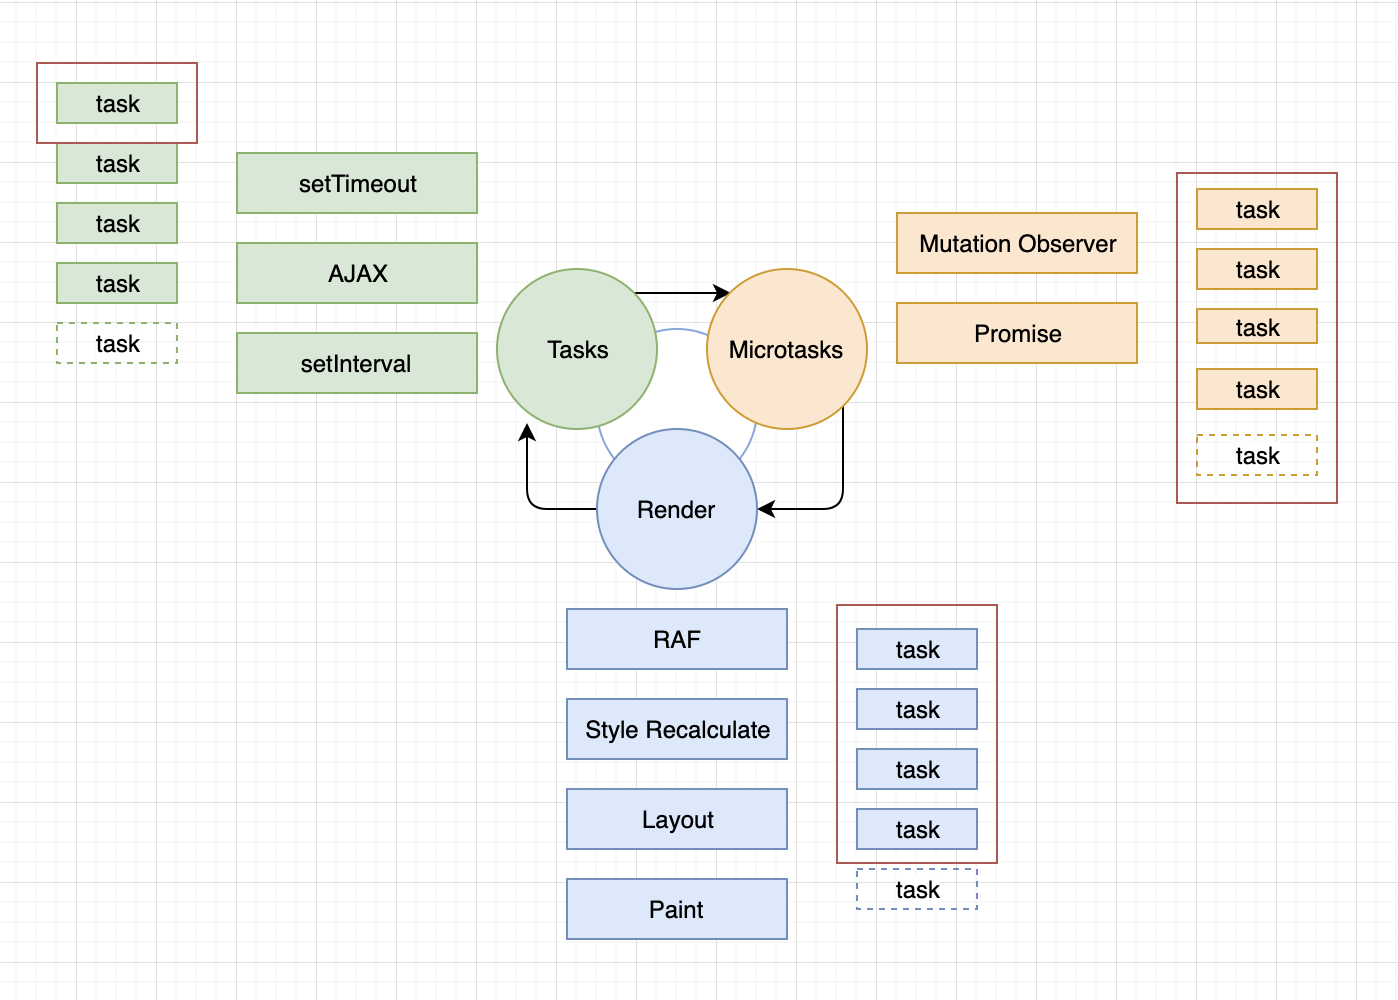 task
task
task
task
task
setTimeout
AJAX
setInterval
Tasks
Microtasks
Render
Mutation Observer
Promise
task
task
task
task
task
RAF
Style Recalculate
Layout
Paint
task
task
task
task
task